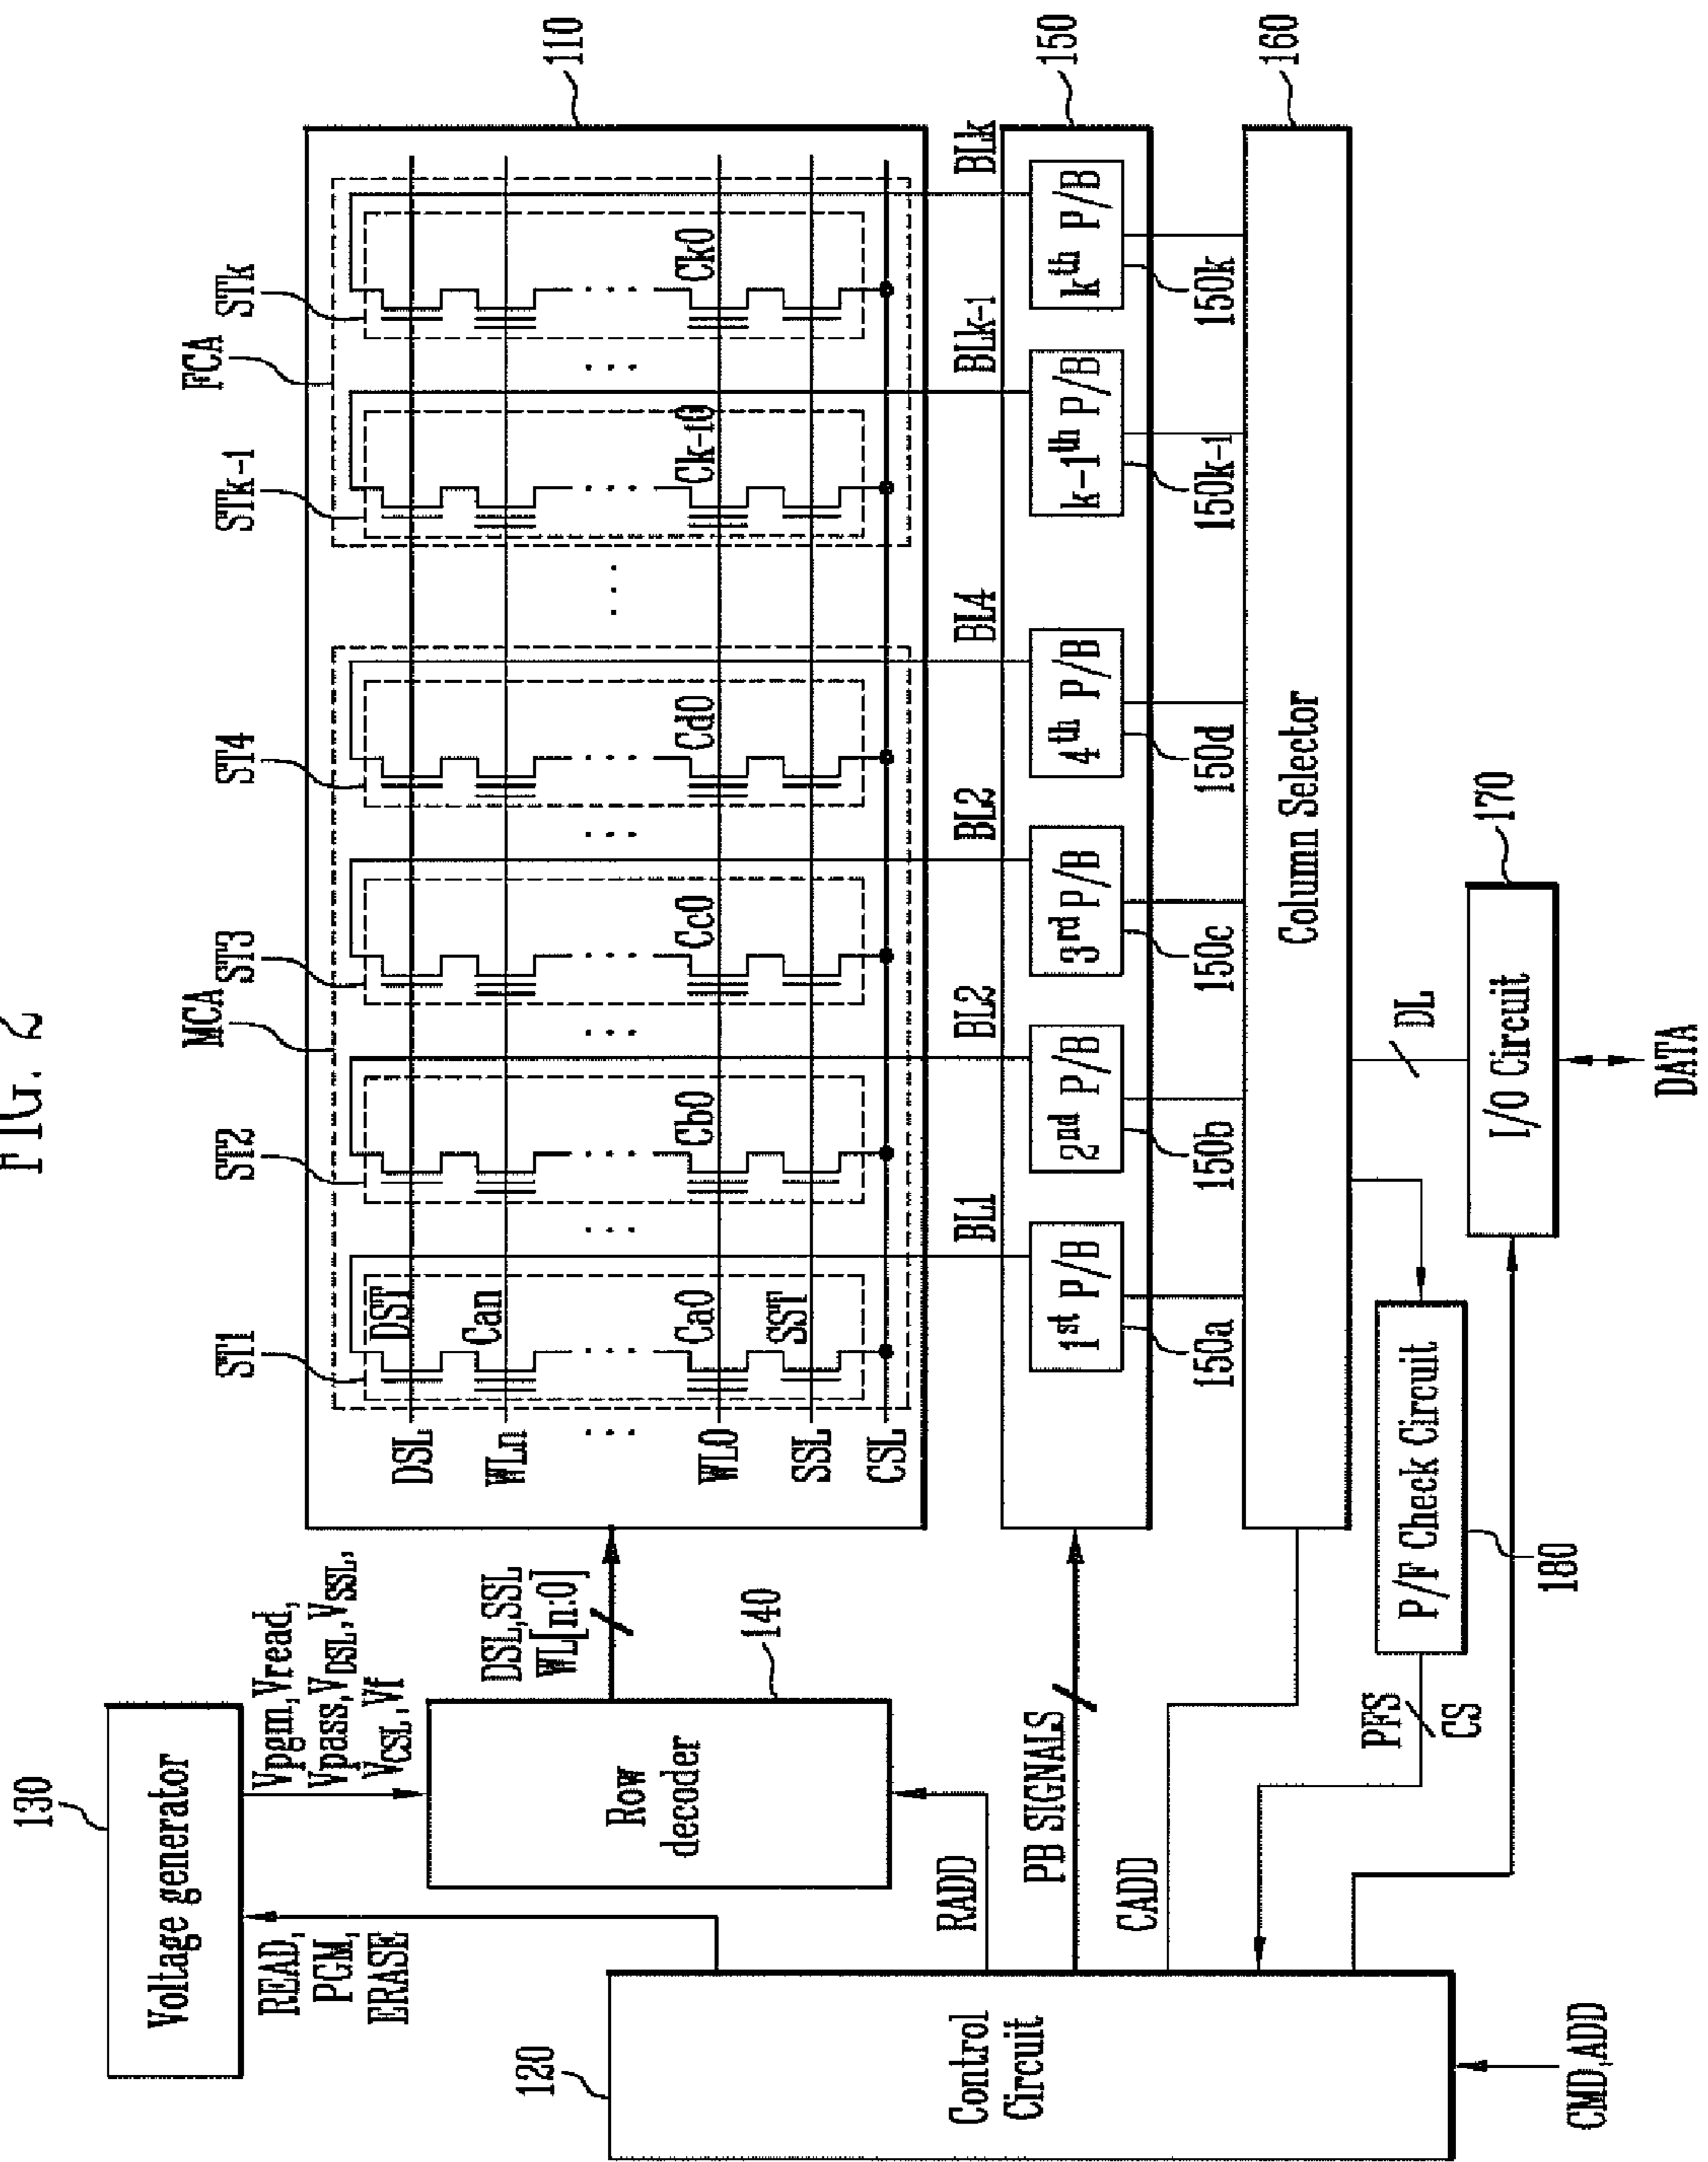 FIG. 2
130
Voltage generator
READ,
PGM,
ERASE
Vpgm,Vread,
Vpass,VDSL,VSSL,
VCSL,Vf
120
Control
Circuit
CMD,ADD
Row
decoder
140
RADD
DSL,SSL
WL[n:0]
PB SIGNALS
CADD
PFS
CS
110
MCA
FCA
ST1
ST2
ST3
ST4
STk-1
STk
DSL
WLn
...
WL0
SSL
CSL
DST
Can
Ca0
SST
Cb0
Cc0
Cd0
Ck-10
Ck0
BL1
BL2
BL2
BL4
BLk-1
BLk
150
1st P/B
2nd P/B
3rd P/B
4th P/B
k-1th P/B
kth P/B
150a
150b
150c
150d
150k-1
150k
160
Column Selector
P/F Check Circuit
180
DL
170
I/O Circuit
DATA